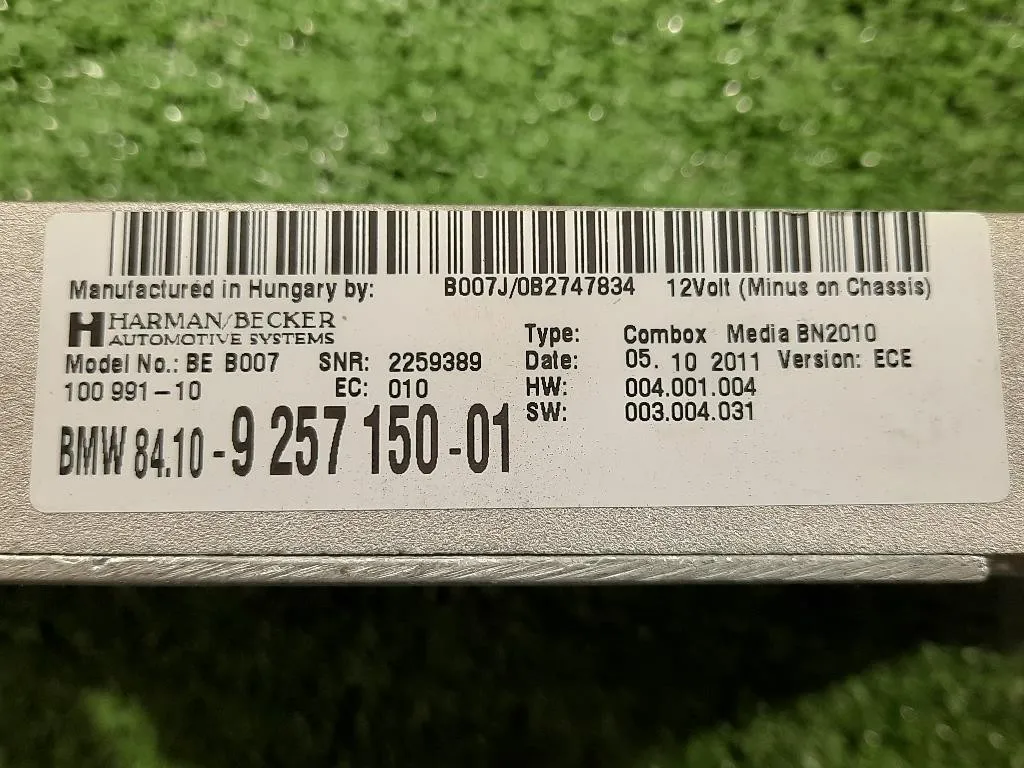 Manufactured in Hungary by: B007J/0B2747834 12Volt (Minus on Chassis)
HARMAN/BECKER
AUTOMOTIVE SYSTEMS
Type: Combox Media BN2010
Model No.: BE B007 SNR: 2259389 Date: 05. 10 2011 Version: ECE
100 991-10 EC: 010 HW: 004.001.004
SW: 003.004.031
BMW 84.10-9 257 150-01